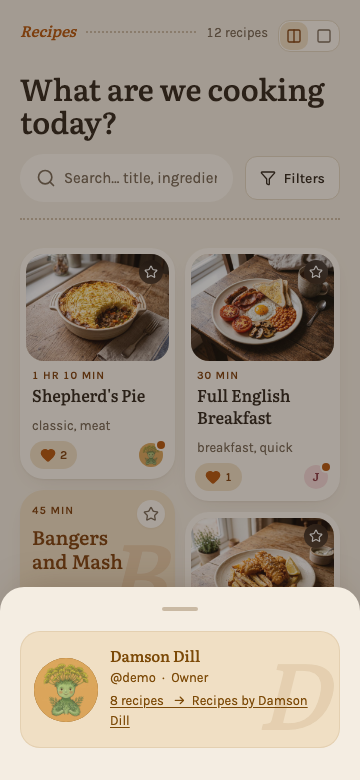 Recipes
12 recipes
What are we cooking
today?
Search... title, ingredien
Filters
1 HR 10 MIN
Shepherd's Pie
classic, meat
2
30 MIN
Full English
Breakfast
breakfast, quick
1
J
45 MIN
Bangers
and Mash
B
Damson Dill
@demo · Owner
8 recipes → Recipes by Damson
Dill
D